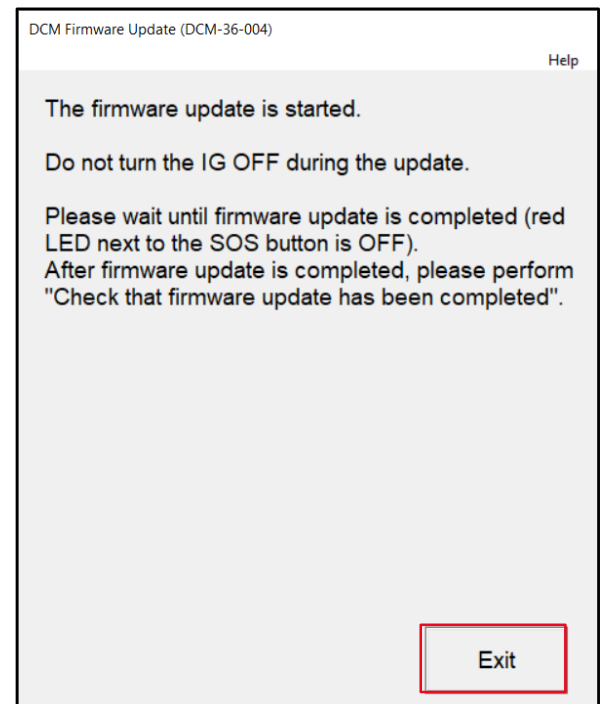 DCM Firmware Update (DCM-36-004)
Help
The firmware update is started.
Do not turn the IG OFF during the update.
Please wait until firmware update is completed (red
LED next to the SOS button is OFF).
After firmware update is completed, please perform
"Check that firmware update has been completed".
Exit